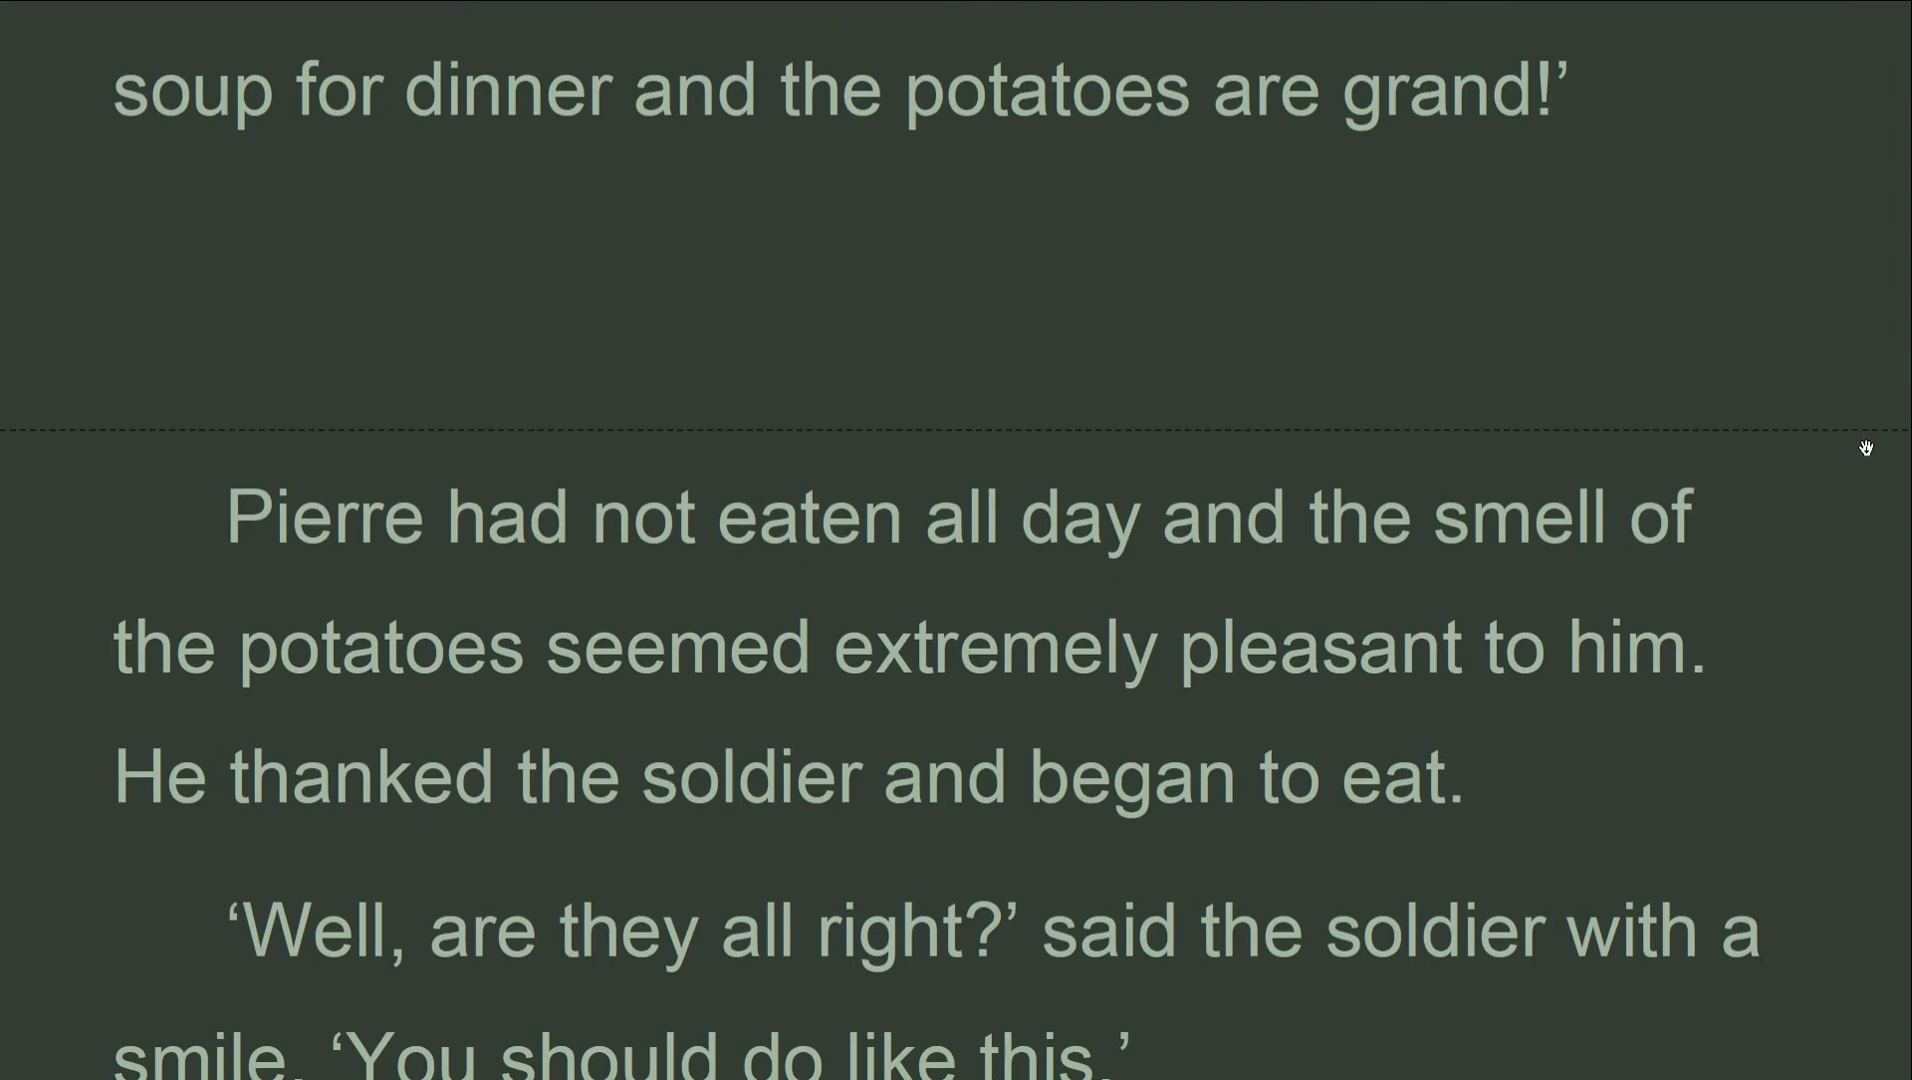 soup for dinner and the potatoes are grand!’
Pierre had not eaten all day and the smell of
the potatoes seemed extremely pleasant to him.
He thanked the soldier and began to eat.
‘Well, are they all right?’ said the soldier with a
smile. ‘You should do like this.’